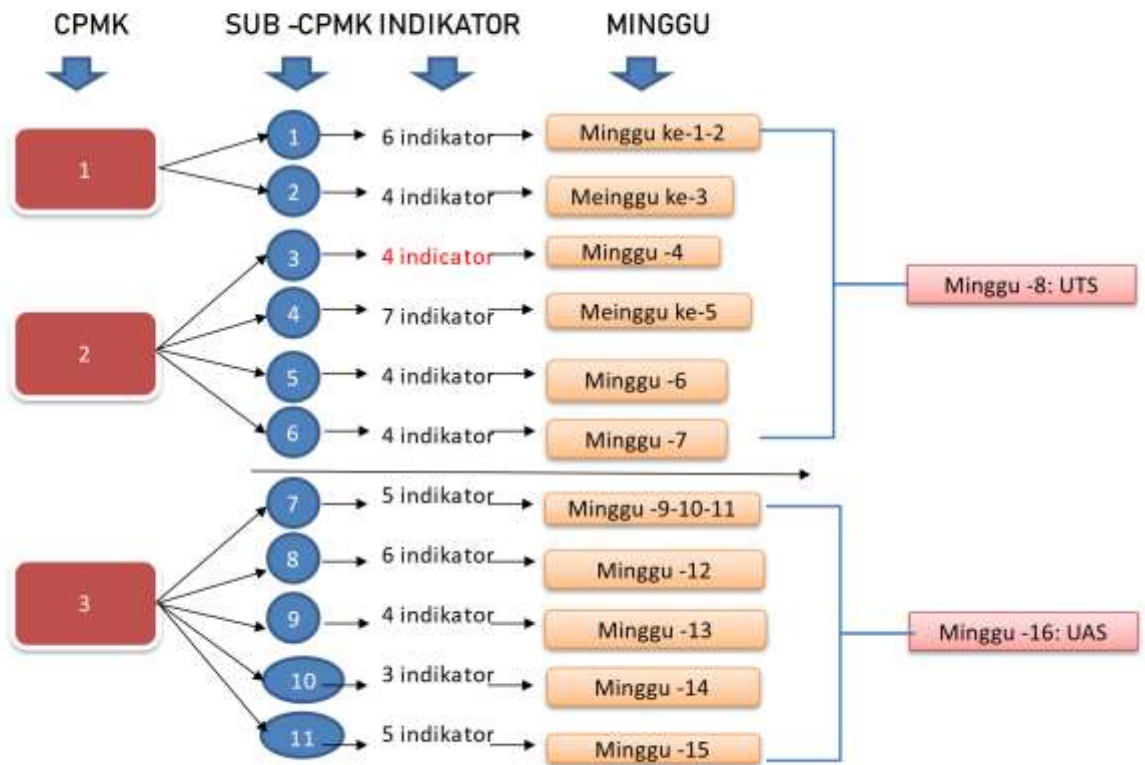 CPMK SUB -CPMK INDIKATOR MINGGU
1 1 6 indikator Minggu ke-1-2
2 4 indikator Meinggu ke-3
2 3 4 indicator Minggu -4
4 7 indikator Meinggu ke-5
5 4 indikator Minggu -6
6 4 indikator Minggu -7
Minggu -8: UTS
3 7 5 indikator Minggu -9-10-11
8 6 indikator Minggu -12
9 4 indikator Minggu -13
10 3 indikator Minggu -14
11 5 indikator Minggu -15
Minggu -16: UAS